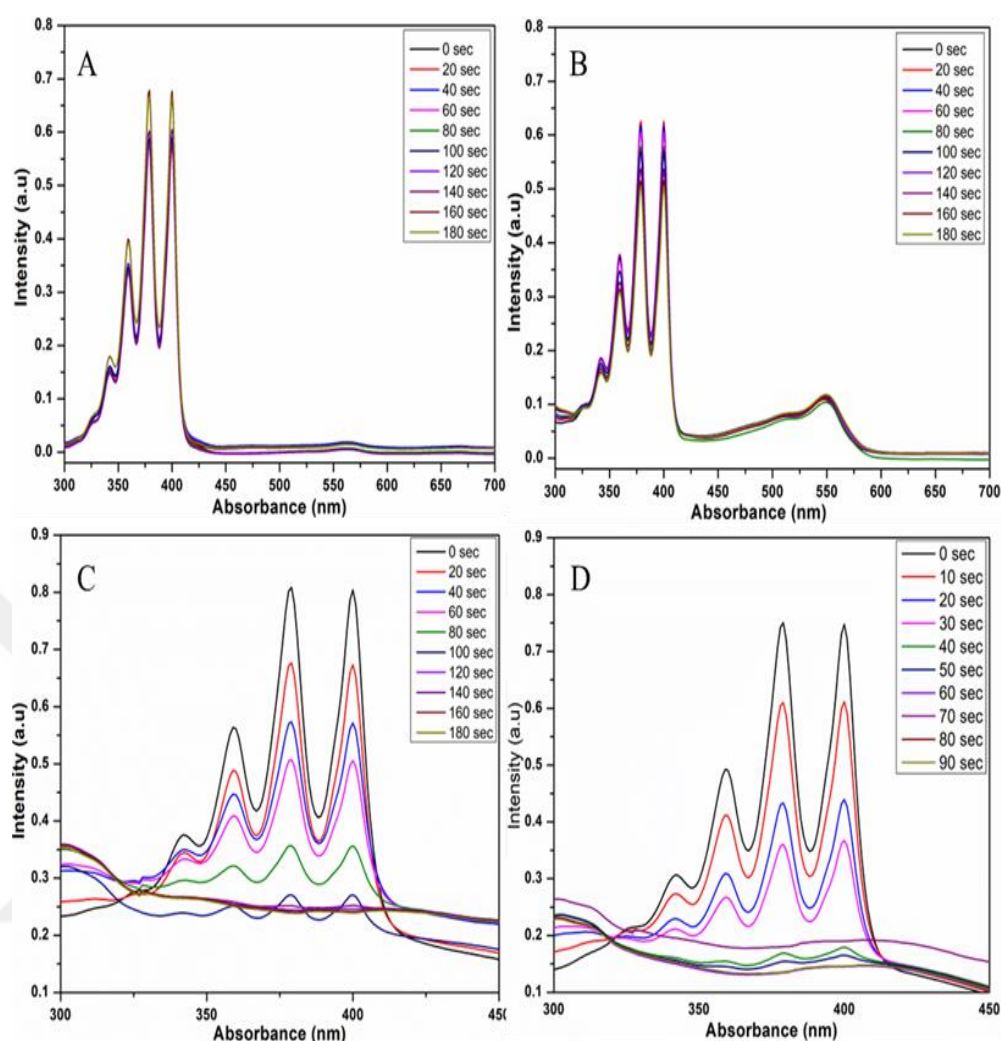 A
0 sec
20 sec
40 sec
60 sec
80 sec
100 sec
120 sec
140 sec
160 sec
180 sec
Intensity (a.u)
0.8
0.7
0.6
0.5
0.4
0.3
0.2
0.1
0.0
300 350 400 450 500 550 600 650 700
Absorbance (nm)
B
0 sec
20 sec
40 sec
60 sec
80 sec
100 sec
120 sec
140 sec
160 sec
180 sec
Intensity (a.u)
0.8
0.7
0.6
0.5
0.4
0.3
0.2
0.1
0.0
300 350 400 450 500 550 600 650 700
Absorbance (nm)
C
0 sec
20 sec
40 sec
60 sec
80 sec
100 sec
120 sec
140 sec
160 sec
180 sec
Intensity (a.u)
0.9
0.8
0.7
0.6
0.5
0.4
0.3
0.2
0.1
300 350 400 45
Absorbance (nm)
D
0 sec
10 sec
20 sec
30 sec
40 sec
50 sec
60 sec
70 sec
80 sec
90 sec
Intensity (a.u)
0.9
0.8
0.7
0.6
0.5
0.4
0.3
0.2
0.1
300 350 400 450
Absorbance (nm)